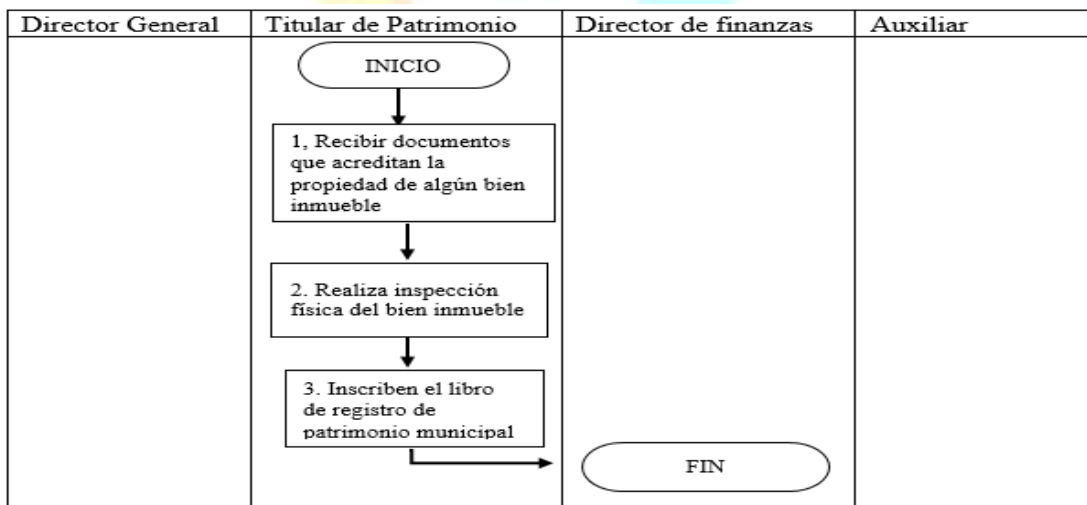 Director General
Titular de Patrimonio
Director de finanzas
Auxiliar
INICIO
1, Recibir documentos
que acreditan la
propiedad de algún bien
inmueble
2. Realiza inspección
física del bien inmueble
3. Inscriben el libro
de registro de
patrimonio municipal
FIN